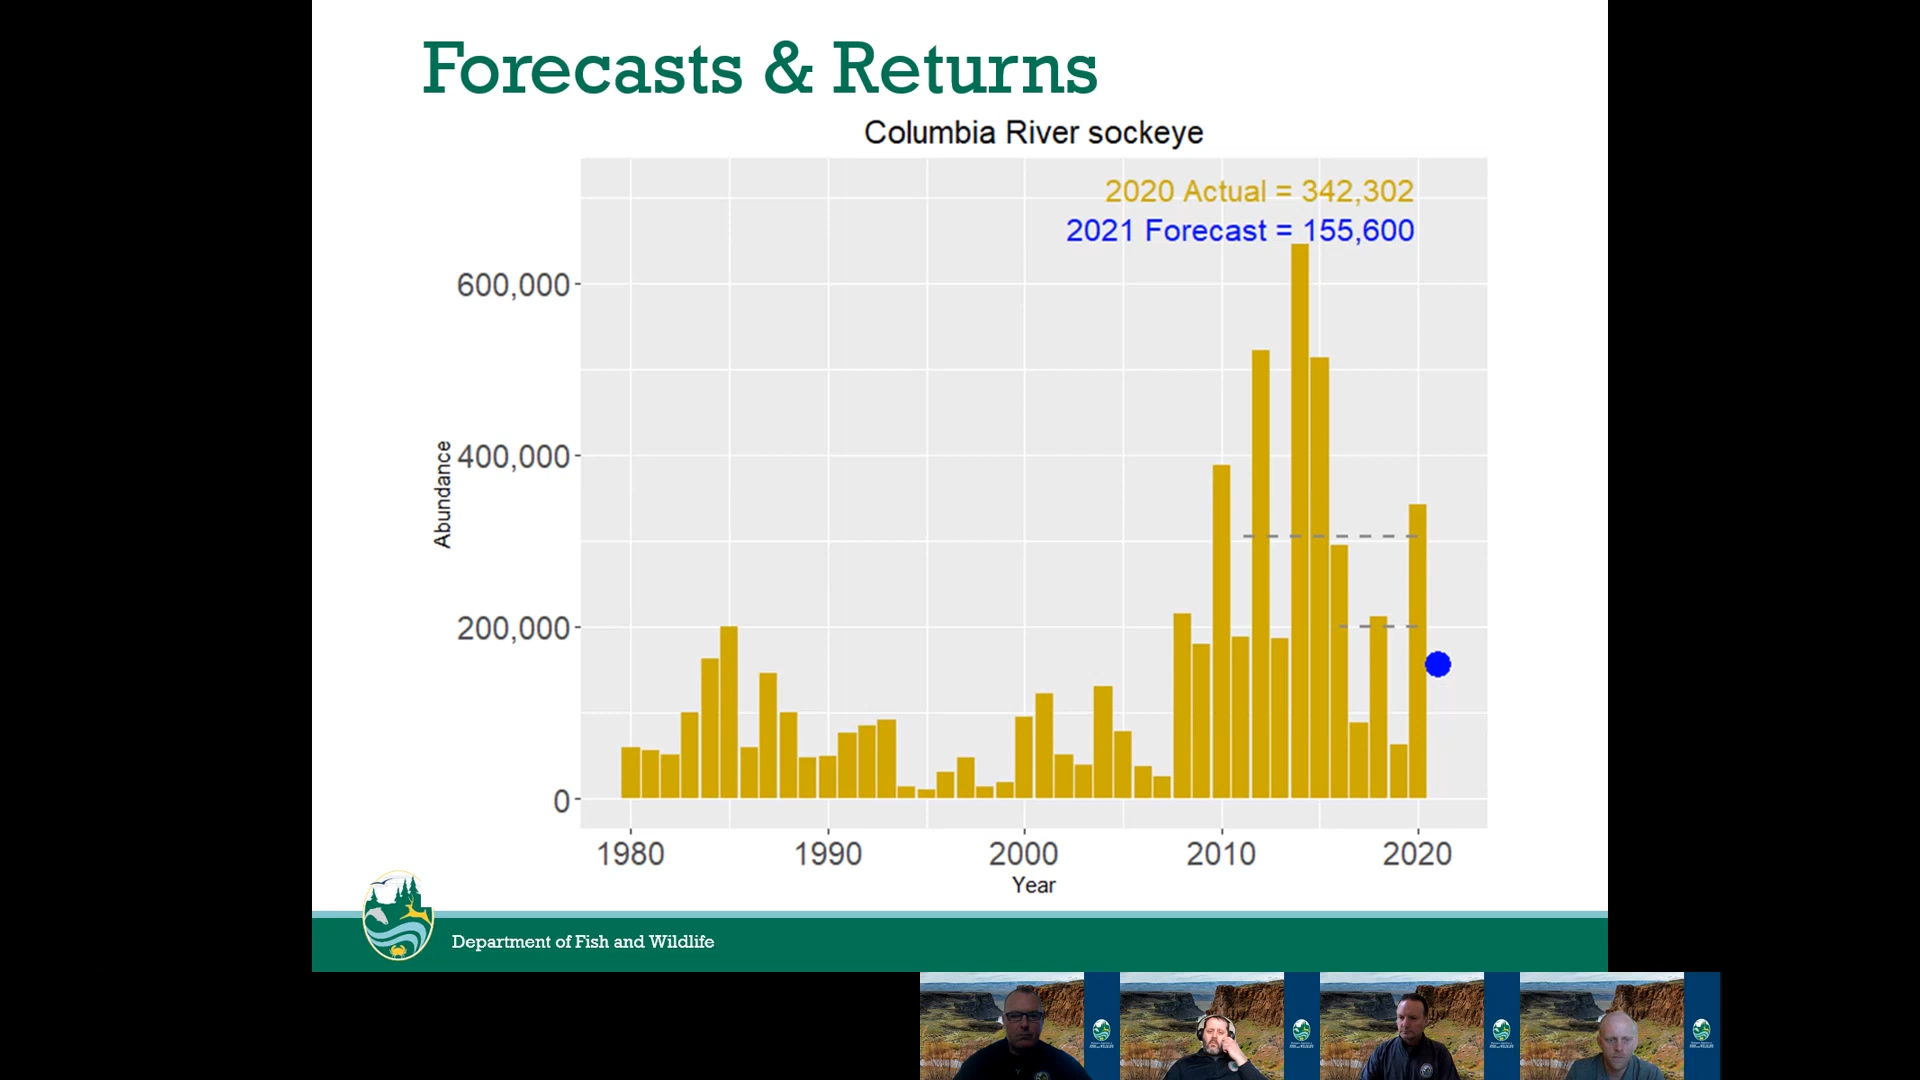 Forecasts & Returns
Columbia River sockeye
2020 Actual = 342,302
2021 Forecast = 155,600
600,000
400,000
200,000
0
Abundance
1980 1990 2000 2010 2020
Year
Department of Fish and Wildlife